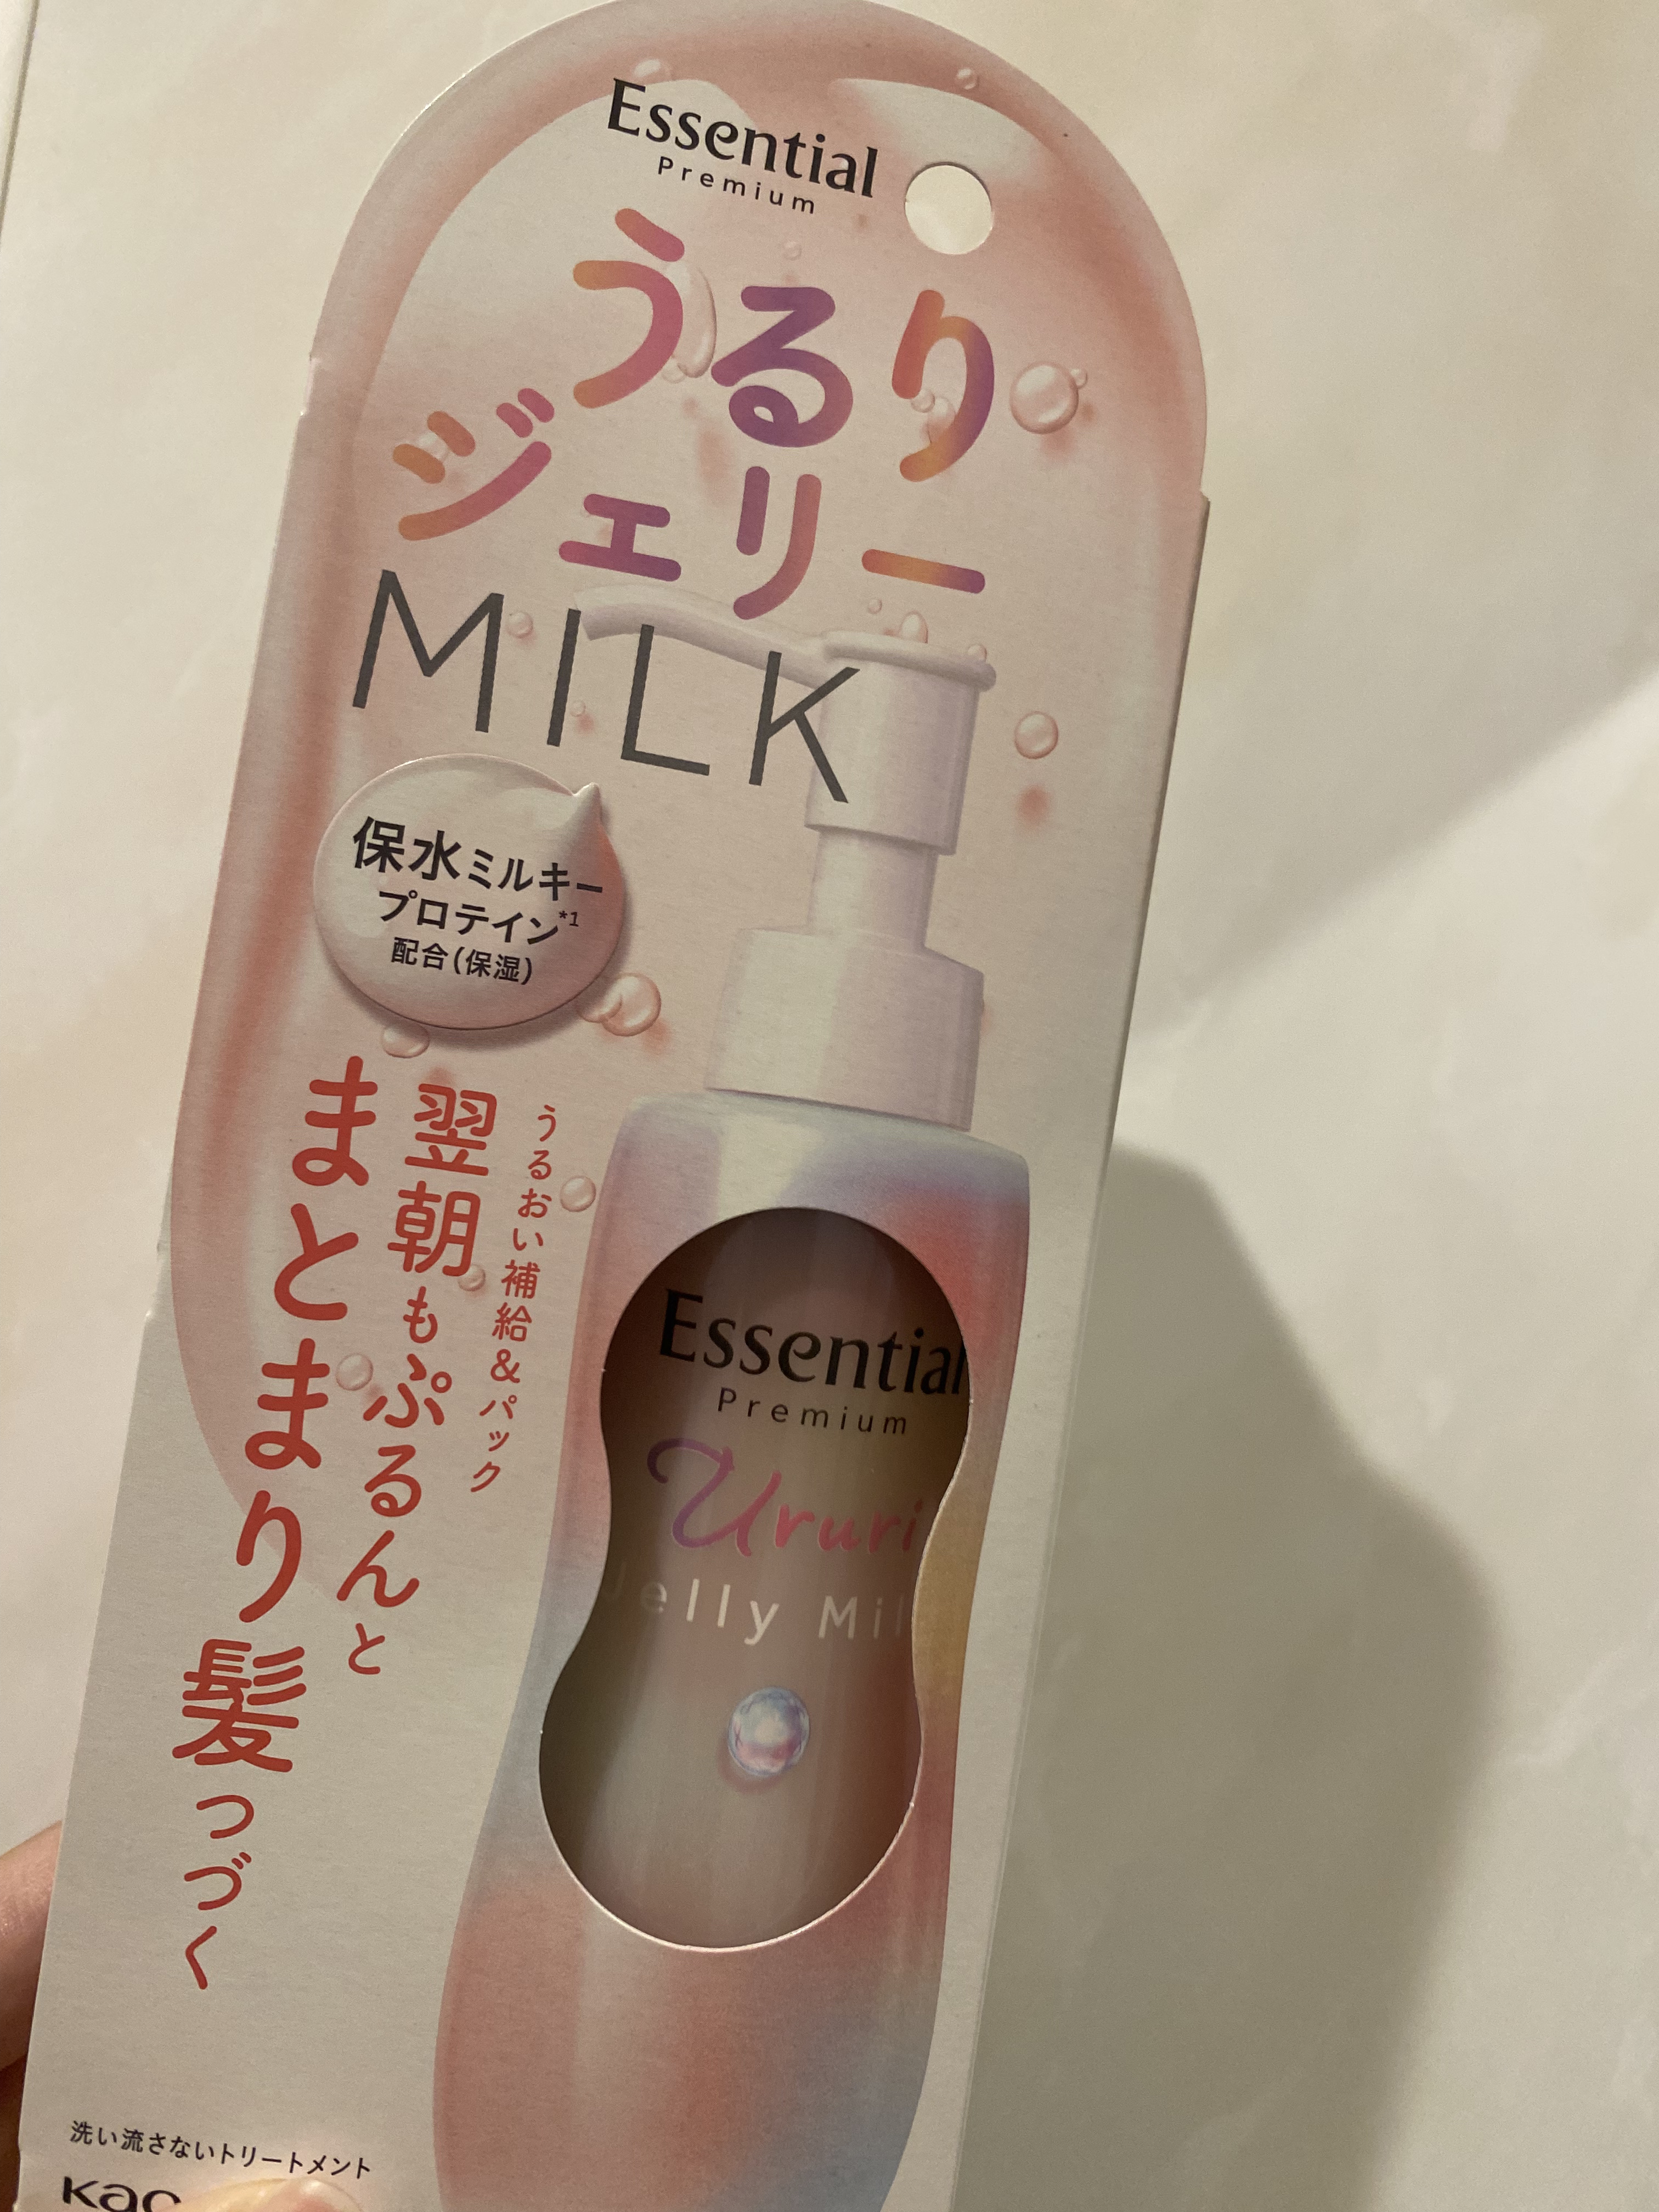 Essential
Premium
うるり
ジェリー
MILK
保水ミルキー
プロテイン*1
配合(保湿)
うるおい補給&パック
翌朝もぷるんと
まとまり髪つづく
Essential
Premium
Ururi
Jelly Mil
洗い流さないトリートメント
Kao